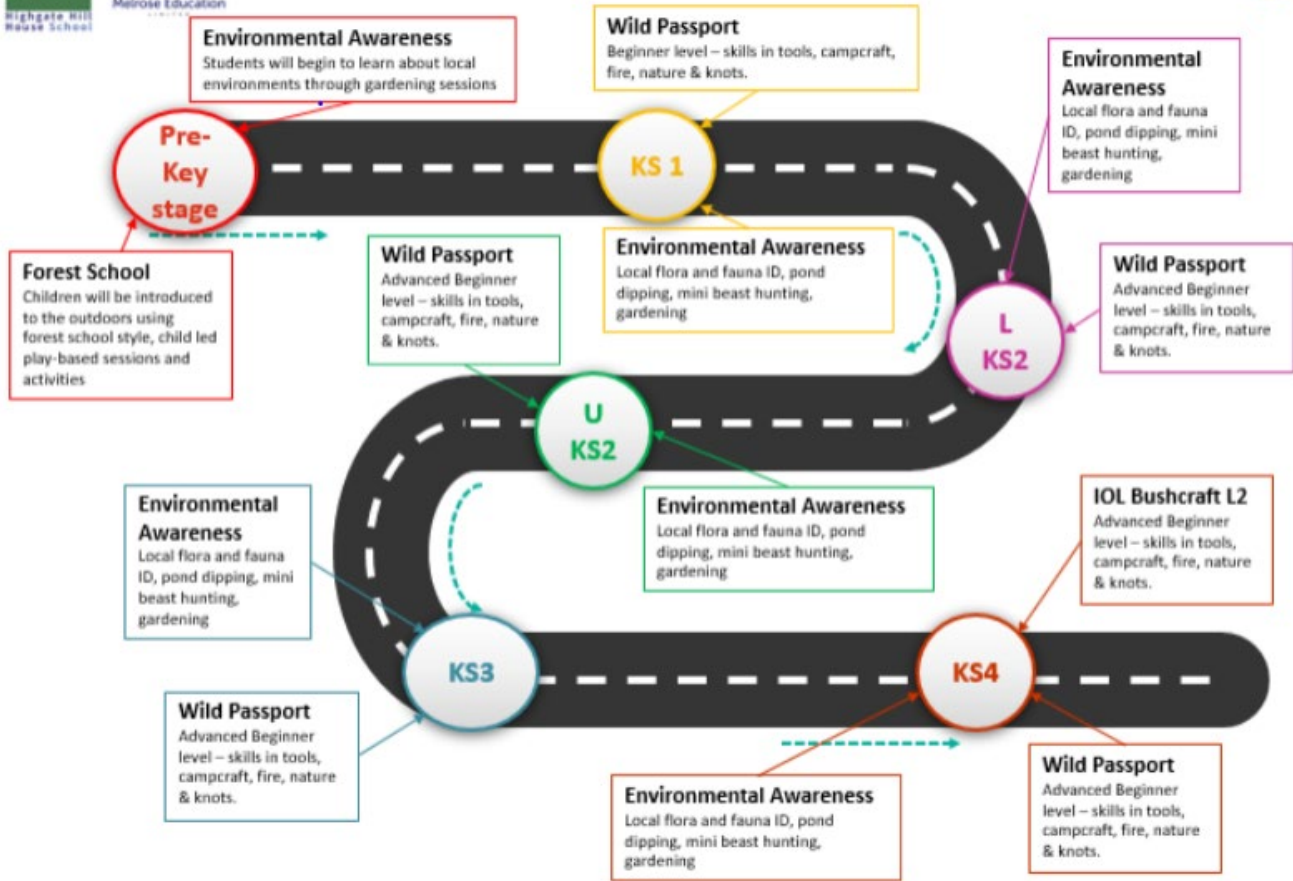 Highgate Hill
House School
Melrose Education
LIMITED
Environmental Awareness
Students will begin to learn about local
environments through gardening sessions
Wild Passport
Beginner level – skills in tools, campcraft,
fire, nature & knots.
Environmental
Awareness
Local flora and fauna
ID, pond dipping, mini
beast hunting,
gardening
Pre-
Key
stage
KS 1
Forest School
Children will be introduced
to the outdoors using
forest school style, child led
play-based sessions and
activities
Wild Passport
Advanced Beginner
level – skills in tools,
campcraft, fire, nature
& knots.
Environmental Awareness
Local flora and fauna ID, pond
dipping, mini beast hunting,
gardening
L
KS2
Wild Passport
Advanced Beginner
level – skills in tools,
campcraft, fire, nature
& knots.
U
KS2
Environmental
Awareness
Local flora and fauna
ID, pond dipping, mini
beast hunting,
gardening
Environmental Awareness
Local flora and fauna ID, pond
dipping, mini beast hunting,
gardening
IOL Bushcraft L2
Advanced Beginner
level – skills in tools,
campcraft, fire, nature
& knots.
KS3
KS4
Wild Passport
Advanced Beginner
level – skills in tools,
campcraft, fire, nature
& knots.
Environmental Awareness
Local flora and fauna ID, pond
dipping, mini beast hunting,
gardening
Wild Passport
Advanced Beginner
level – skills in tools,
campcraft, fire, nature
& knots.